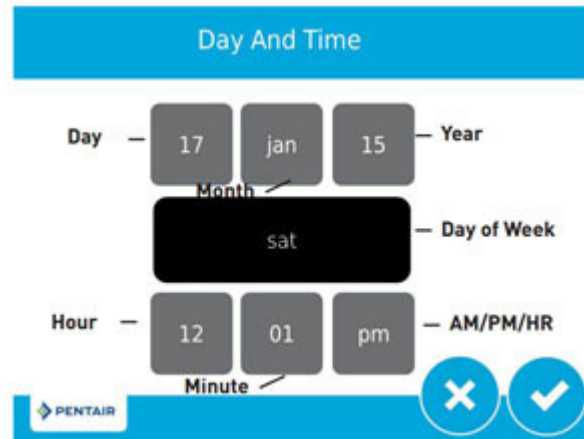 Day And Time
Day 17 jan 15 Year
Month
sat Day of Week
Hour 12 01 pm AM/PM/HR
Minute
PENTAIR